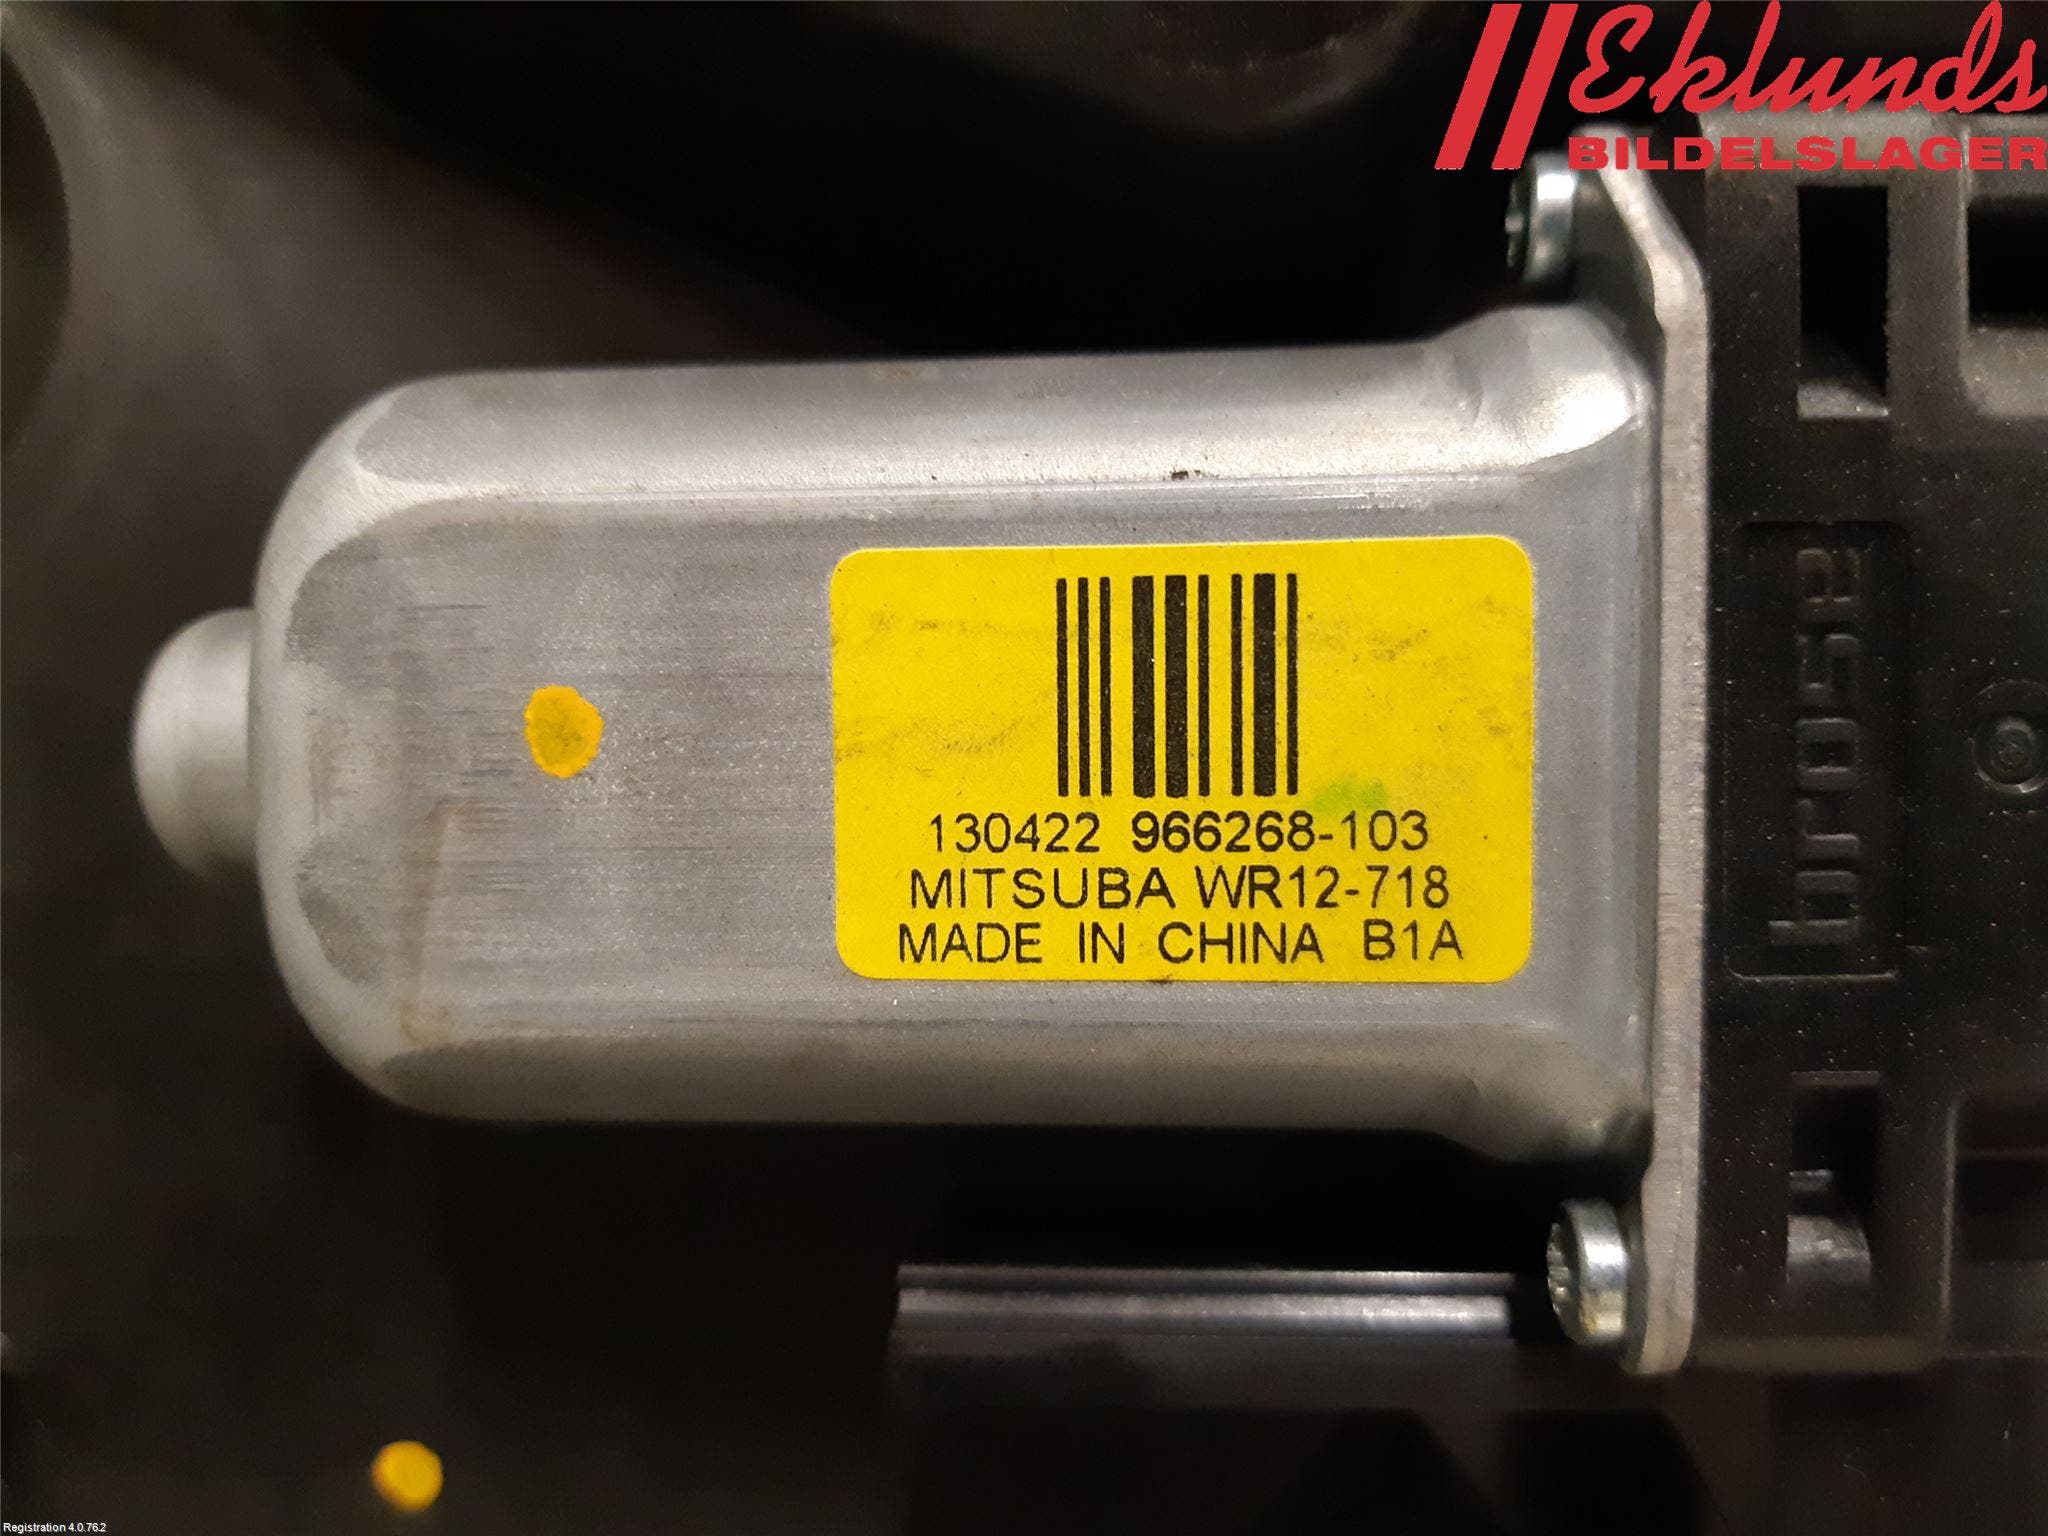 Eklunds
BILDELSLAGER
130422 966268-103
MITSUBA WR12-718
MADE IN CHINA B1A
brose
Registration 4.0.76.2